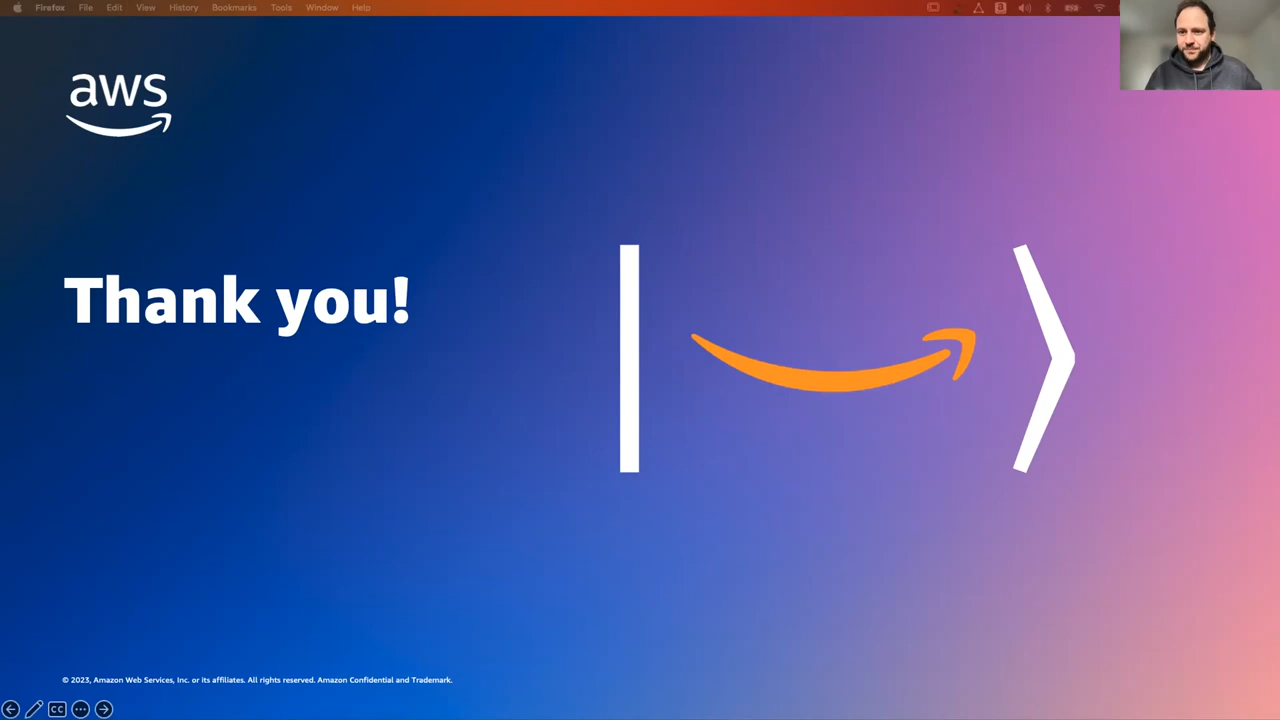 Firefox File Edit View History Bookmarks Tools Window Help
aws
Thank you!
© 2023, Amazon Web Services, Inc. or its affiliates. All rights reserved. Amazon Confidential and Trademark.
CC